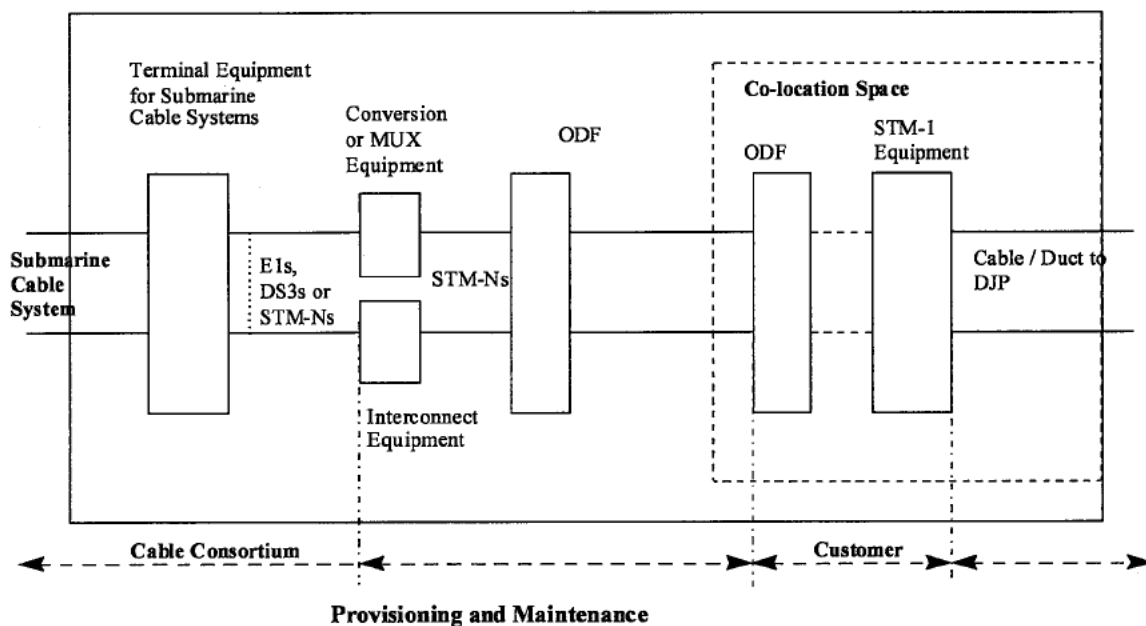 Terminal Equipment
for Submarine
Cable Systems
Conversion
or MUX
Equipment
ODF
Co-location Space
ODF
STM-1
Equipment
Submarine
Cable
System
E1s,
DS3s or
STM-Ns
STM-Ns
Cable / Duct to
DJP
Interconnect
Equipment
Cable Consortium
Customer
Provisioning and Maintenance